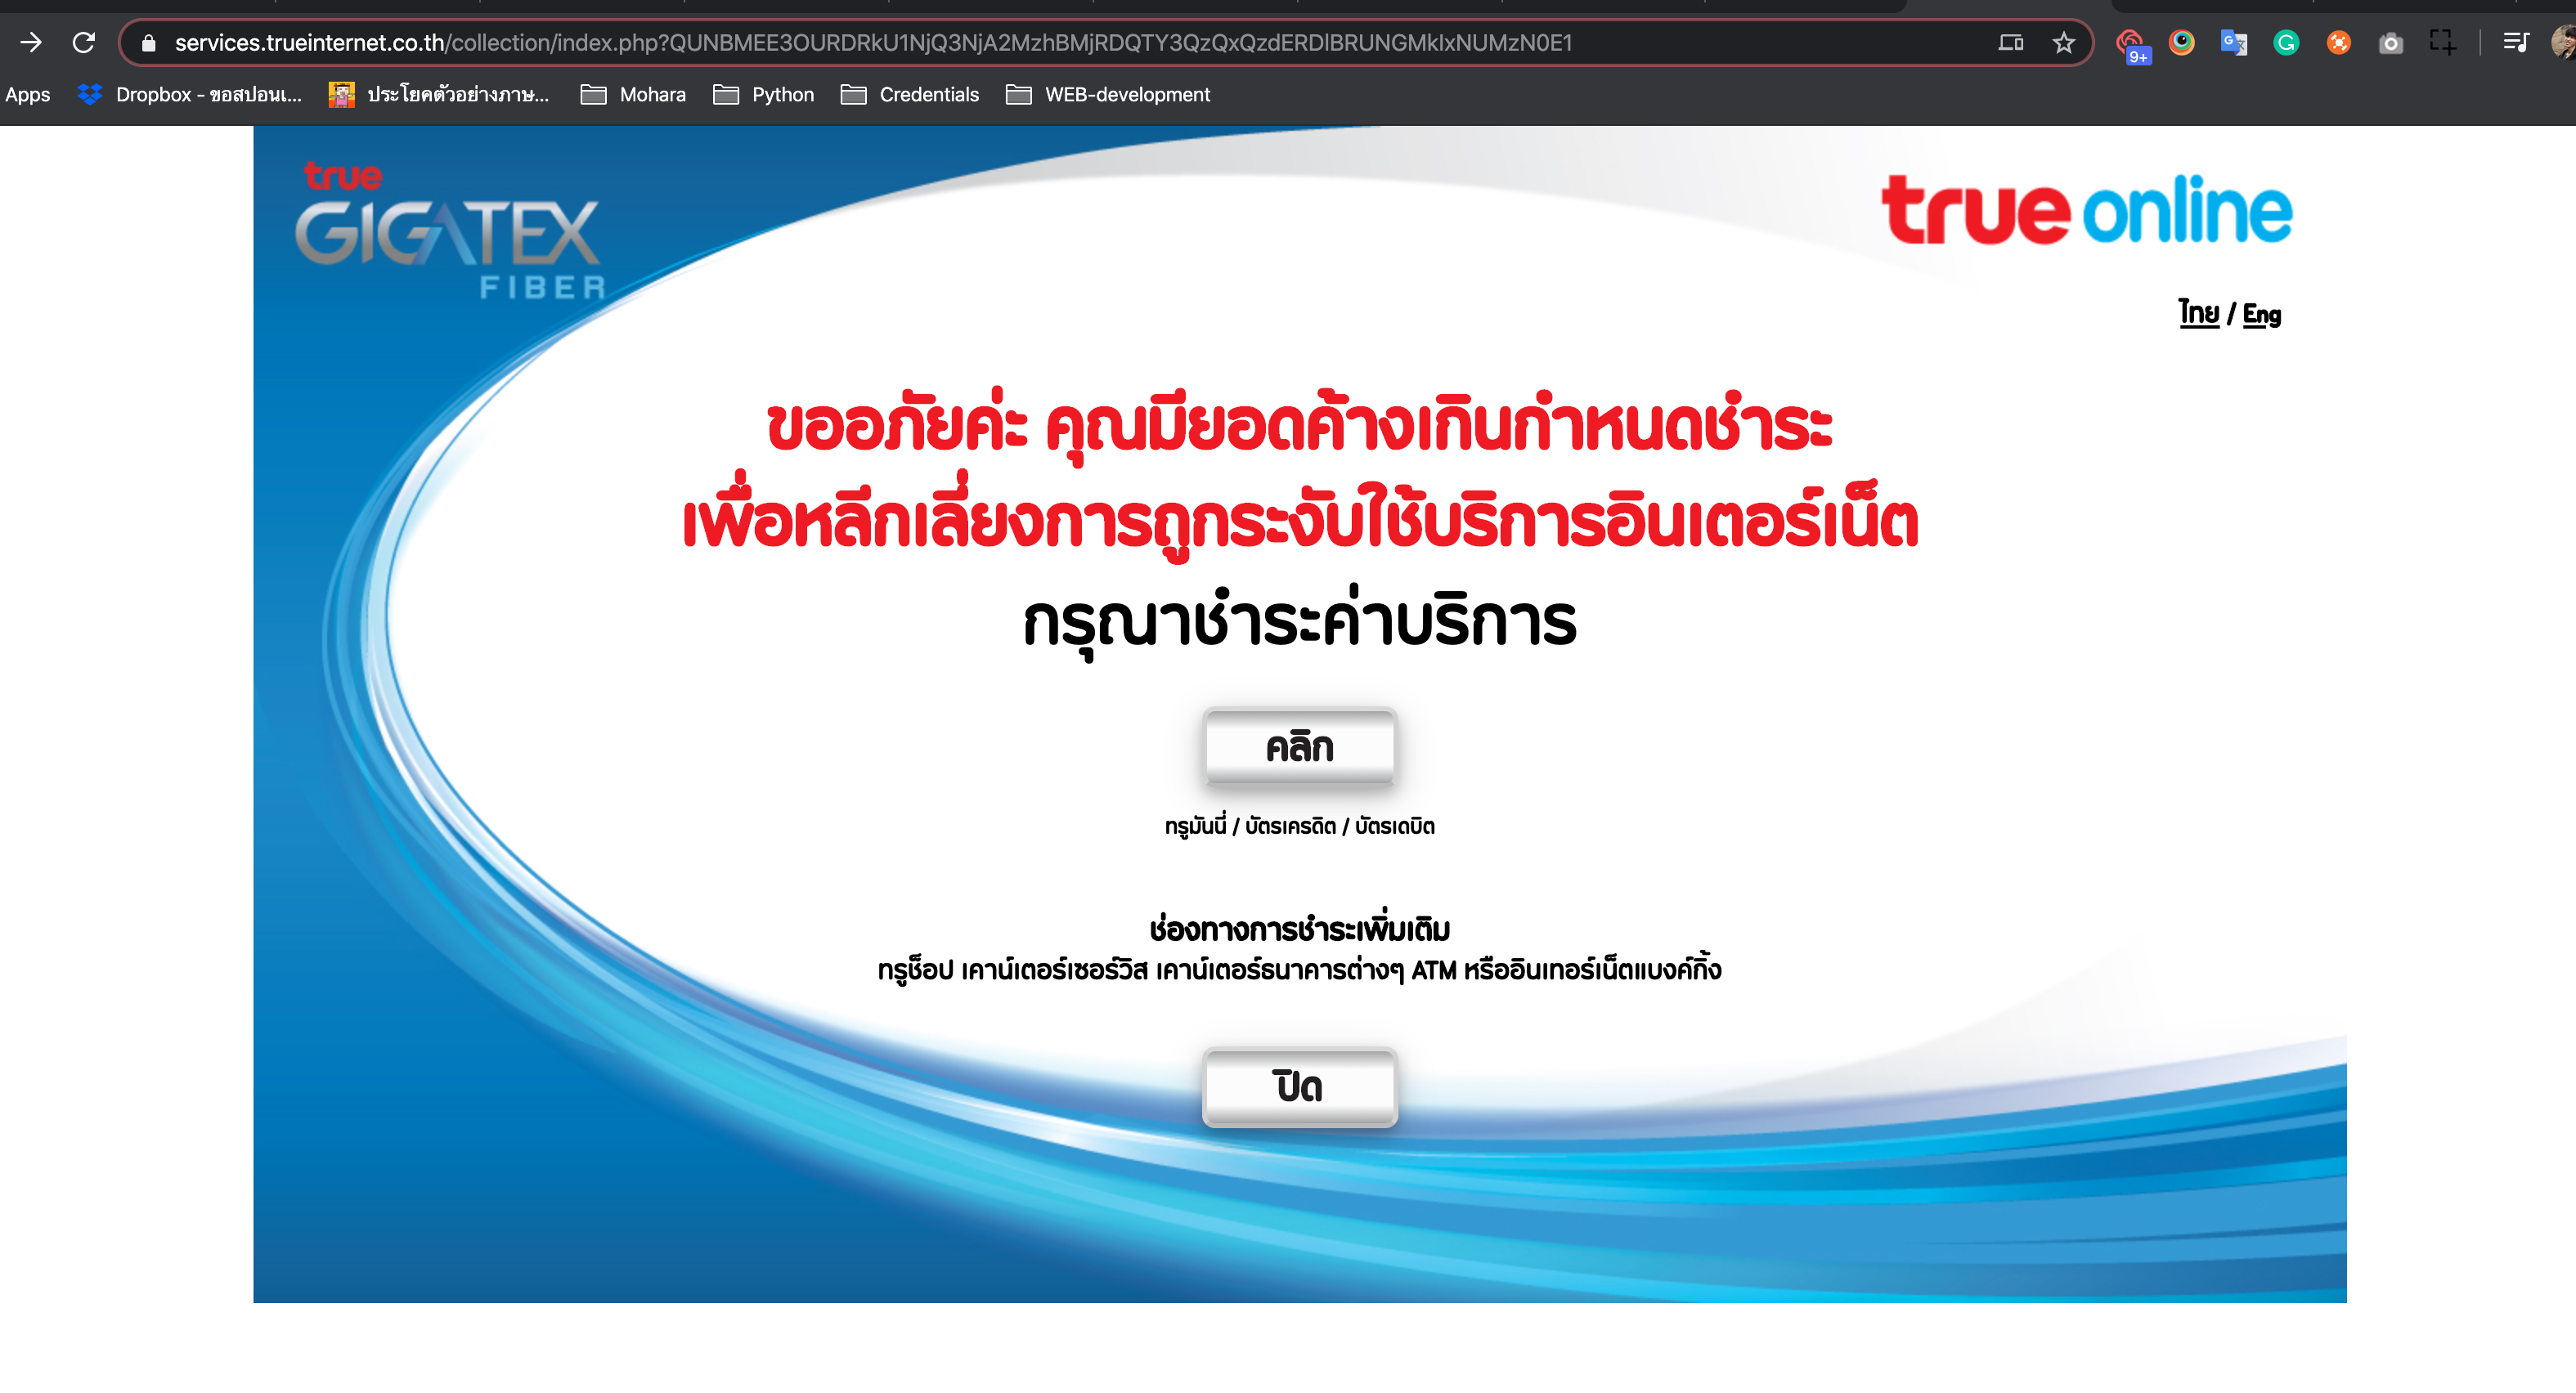 services.trueinternet.co.th/collection/index.php?QUNBMEE3OURDRkU1NjQ3NjA2MzhBMjRDQTY3QzQxQzdERDlBRUNGMklxNUMzN0E1
9+
Apps
Dropbox - ขอสปอนเ...
ประโยคตัวอย่างภาษ...
Mohara
Python
Credentials
WEB-development
true
GIGATEX
FIBER
true online
ไทย / Eng
ขออภัยค่ะ คุณมียอดค้างเกินกำหนดชำระ
เพื่อหลีกเลี่ยงการถูกระงับใช้บริการอินเตอร์เน็ต
กรุณาชำระค่าบริการ
คลิก
ทรูมันนี่ / บัตรเครดิต / บัตรเดบิต
ช่องทางการชำระเพิ่มเติม
ทรูช็อป เคาน์เตอร์เซอร์วิส เคาน์เตอร์ธนาคารต่างๆ ATM หรืออินเทอร์เน็ตแบงค์กิ้ง
ปิด